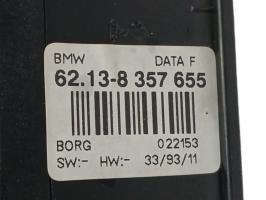 BMW DATA F
62.13-8 357 655
BORG 022153
SW:- HW:- 33/93/11